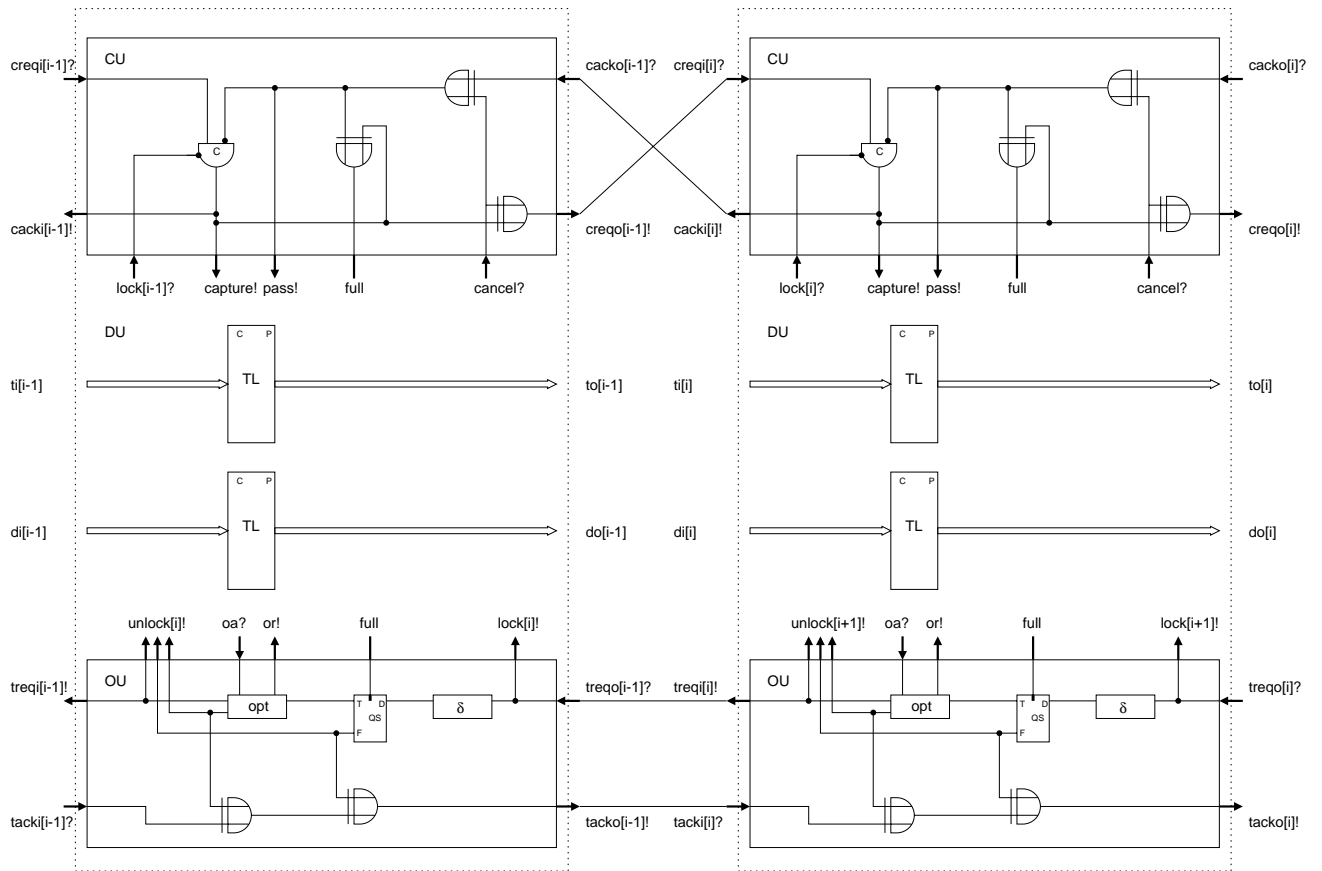 CU CU
creqi[i-1]? cacko[i-1]? creqi[i]? cacko[i]?
C C
cacki[i-1]! creqo[i-1]! cacki[i]! creqo[i]!
lock[i-1]? capture! pass! full cancel? lock[i]? capture! pass! full cancel?
DU DU
C P C P
ti[i-1] TL to[i-1] ti[i] TL to[i]
C P C P
di[i-1] TL do[i-1] di[i] TL do[i]
unlock[i]! oa? or! full lock[i]! unlock[i+1]! oa? or! full lock[i+1]!
OU OU
treqi[i-1]! opt T D δ treqo[i-1]? treqi[i]! opt T D δ treqo[i]?
QS QS
F F
tacki[i-1]? tacko[i-1]! tacki[i]? tacko[i]!